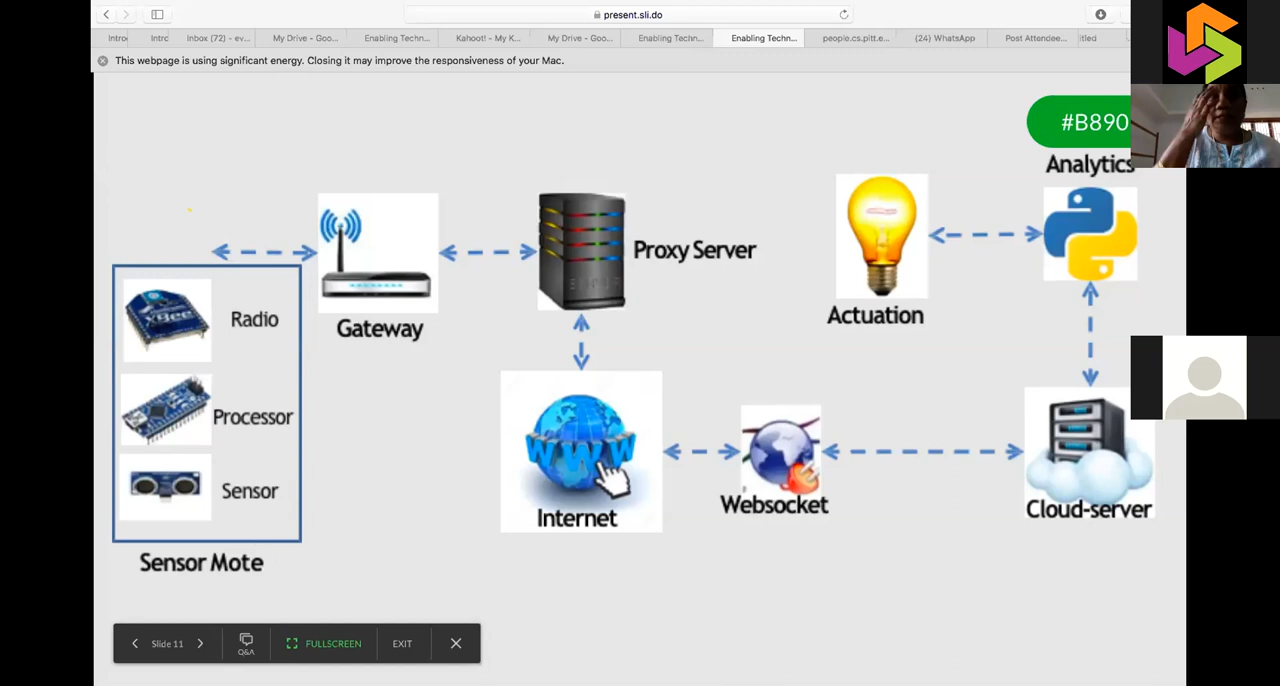 present.sli.do
Introd
Intro
Inbox (72) - ev...
My Drive - Goo...
Enabling Techn...
Kahoot! - My K...
My Drive - Goo...
Enabling Techn...
Enabling Techn...
people.cs.pitt.e...
(24) WhatsApp
Post Attendee...
itled
This webpage is using significant energy. Closing it may improve the responsiveness of your Mac.
#B890
Analytics
Proxy Server
Actuation
Gateway
Radio
XBee
Processor
Sensor
www
Internet
Websocket
Cloud-server
Sensor Mote
Slide 11
Q&A
FULLSCREEN
EXIT